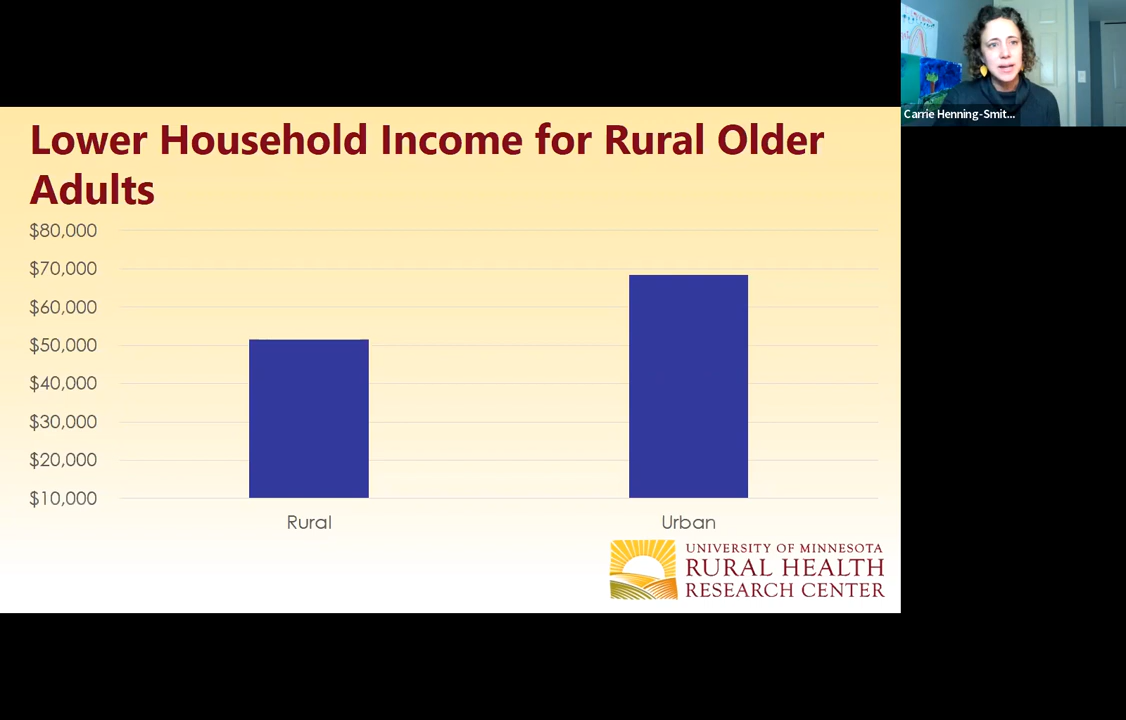 Carrie Henning-Smit...
Lower Household Income for Rural Older
Adults
$80,000
$70,000
$60,000
$50,000
$40,000
$30,000
$20,000
$10,000
Rural
Urban
UNIVERSITY OF MINNESOTA
RURAL HEALTH
RESEARCH CENTER